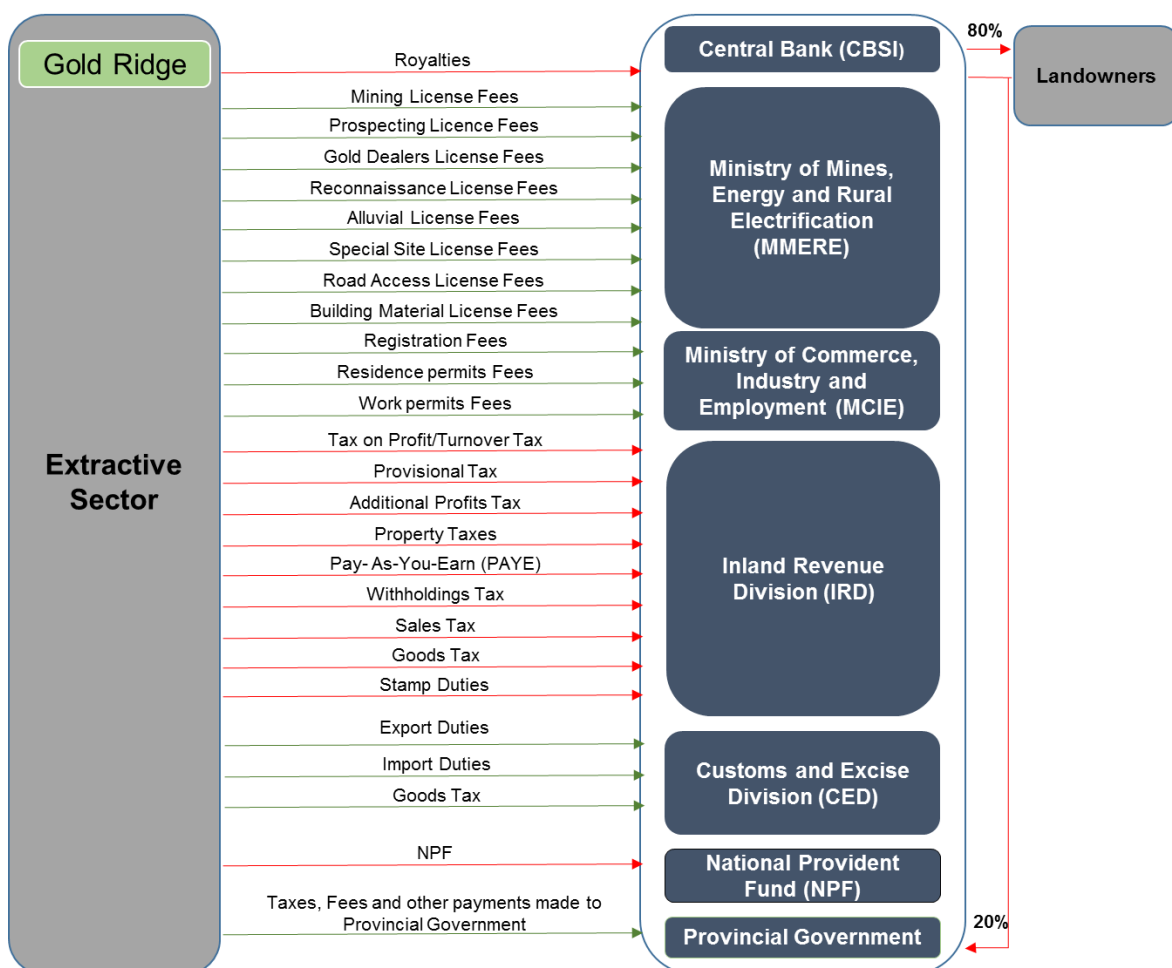 Gold Ridge
Extractive
Sector
Royalties
Mining License Fees
Prospecting Licence Fees
Gold Dealers License Fees
Reconnaissance License Fees
Alluvial License Fees
Special Site License Fees
Road Access License Fees
Building Material License Fees
Registration Fees
Residence permits Fees
Work permits Fees
Tax on Profit/Turnover Tax
Provisional Tax
Additional Profits Tax
Property Taxes
Pay- As-You-Earn (PAYE)
Withholdings Tax
Sales Tax
Goods Tax
Stamp Duties
Export Duties
Import Duties
Goods Tax
NPF
Taxes, Fees and other payments made to
Provincial Government
Central Bank (CBSI)
Ministry of Mines,
Energy and Rural
Electrification
(MMERE)
Ministry of Commerce,
Industry and
Employment (MCIE)
Inland Revenue
Division (IRD)
Customs and Excise
Division (CED)
National Provident
Fund (NPF)
Provincial Government
80%
Landowners
20%